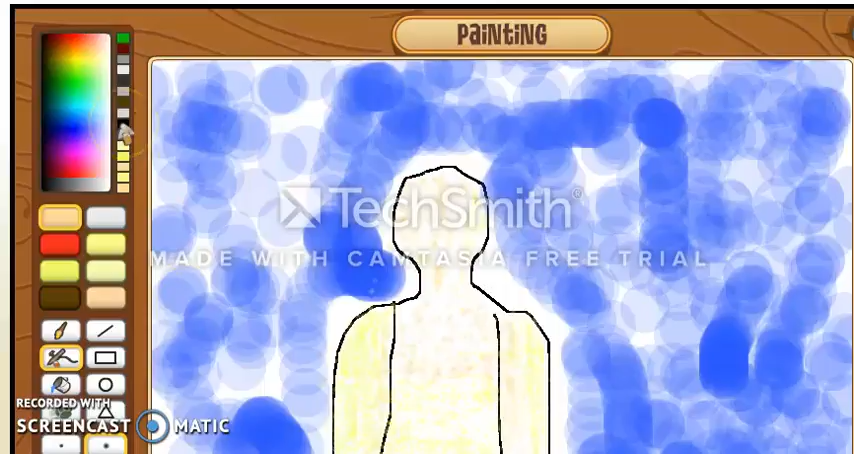 PAINTING
TechSmith®
MADE WITH CAMTASIA FREE TRIAL
RECORDED WITH
SCREENCAST MATIC